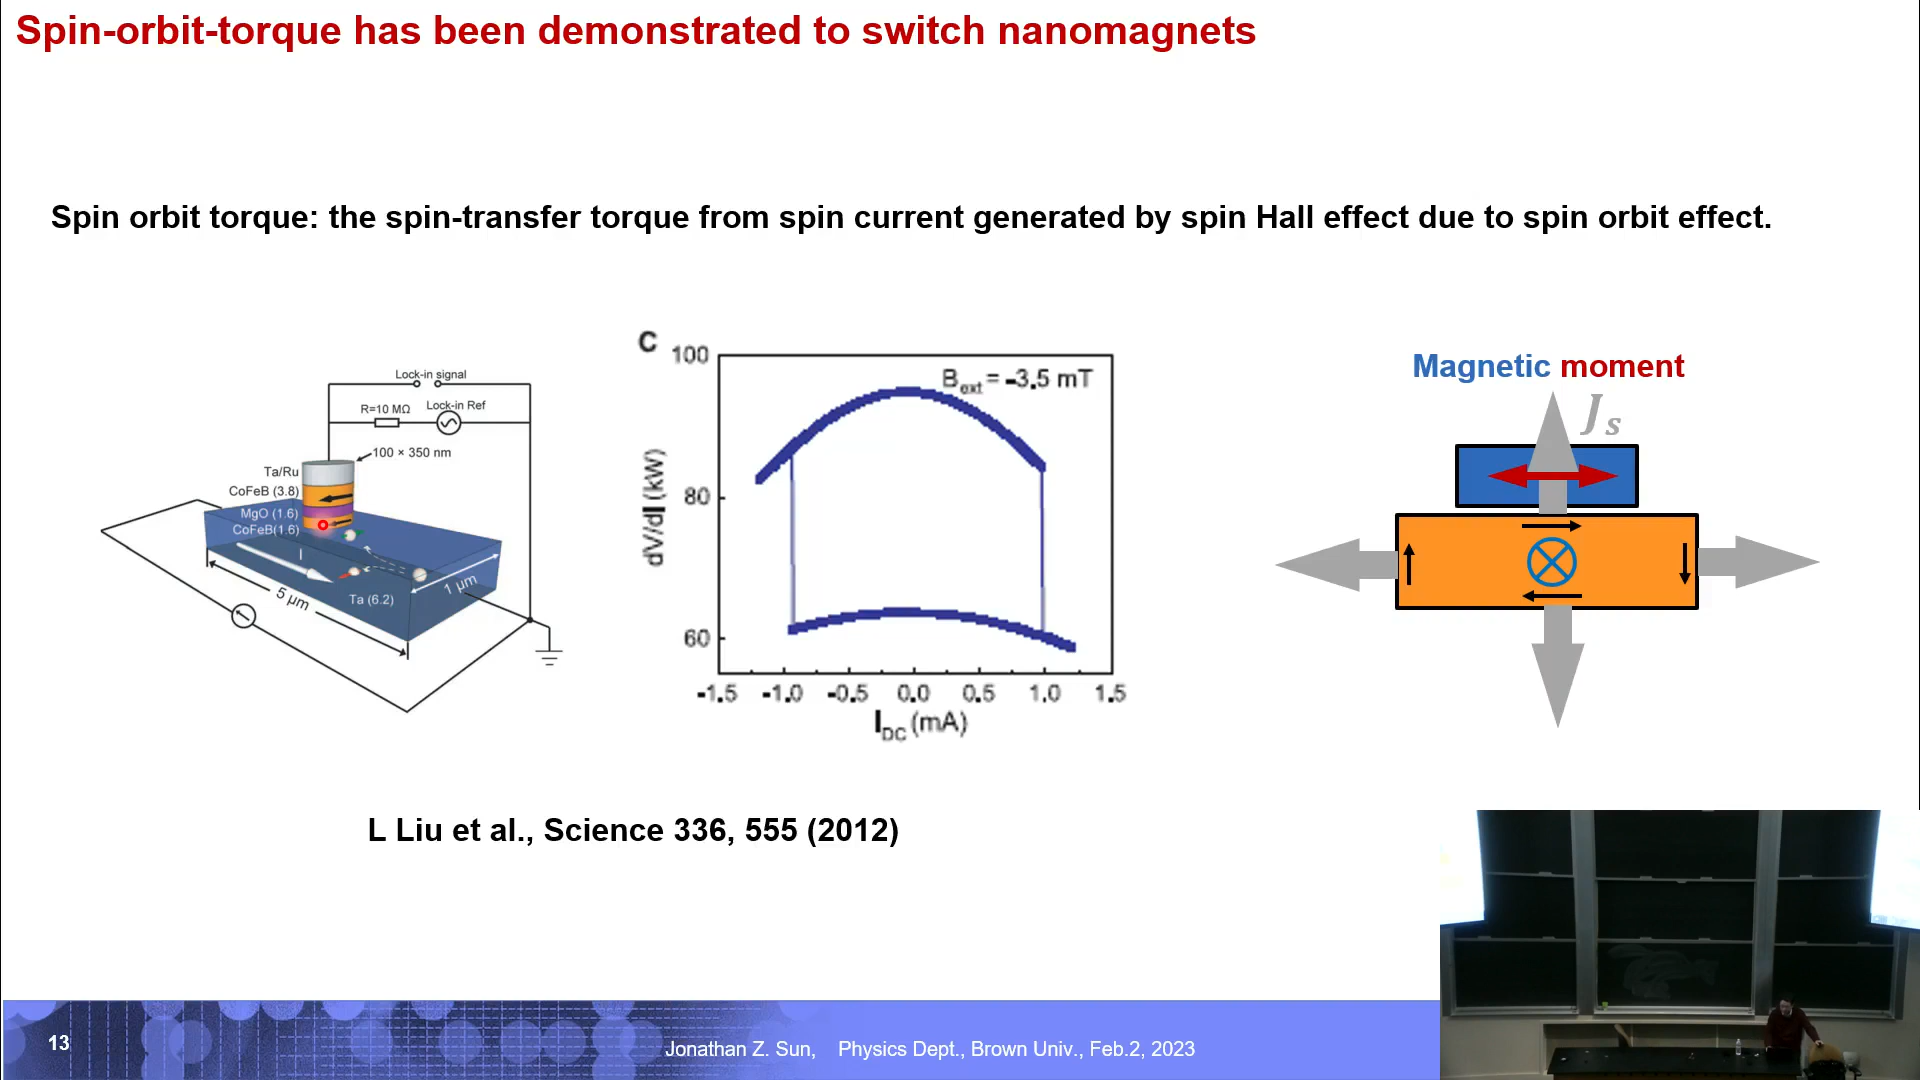 Spin-orbit-torque has been demonstrated to switch nanomagnets
Spin orbit torque: the spin-transfer torque from spin current generated by spin Hall effect due to spin orbit effect.
Lock-in signal
R=10 MΩ
Lock-in Ref
100 × 350 nm
Ta/Ru
CoFeB (3.8)
MgO (1.6)
CoFeB(1.6)
I
Ta (6.2)
1 μm
5 μm
C
100
80
60
dV/dI (kW)
Bext = -3.5 mT
-1.5 -1.0 -0.5 0.0 0.5 1.0 1.5
IDC (mA)
Magnetic moment
Js
L Liu et al., Science 336, 555 (2012)
13
Jonathan Z. Sun, Physics Dept., Brown Univ., Feb.2, 2023